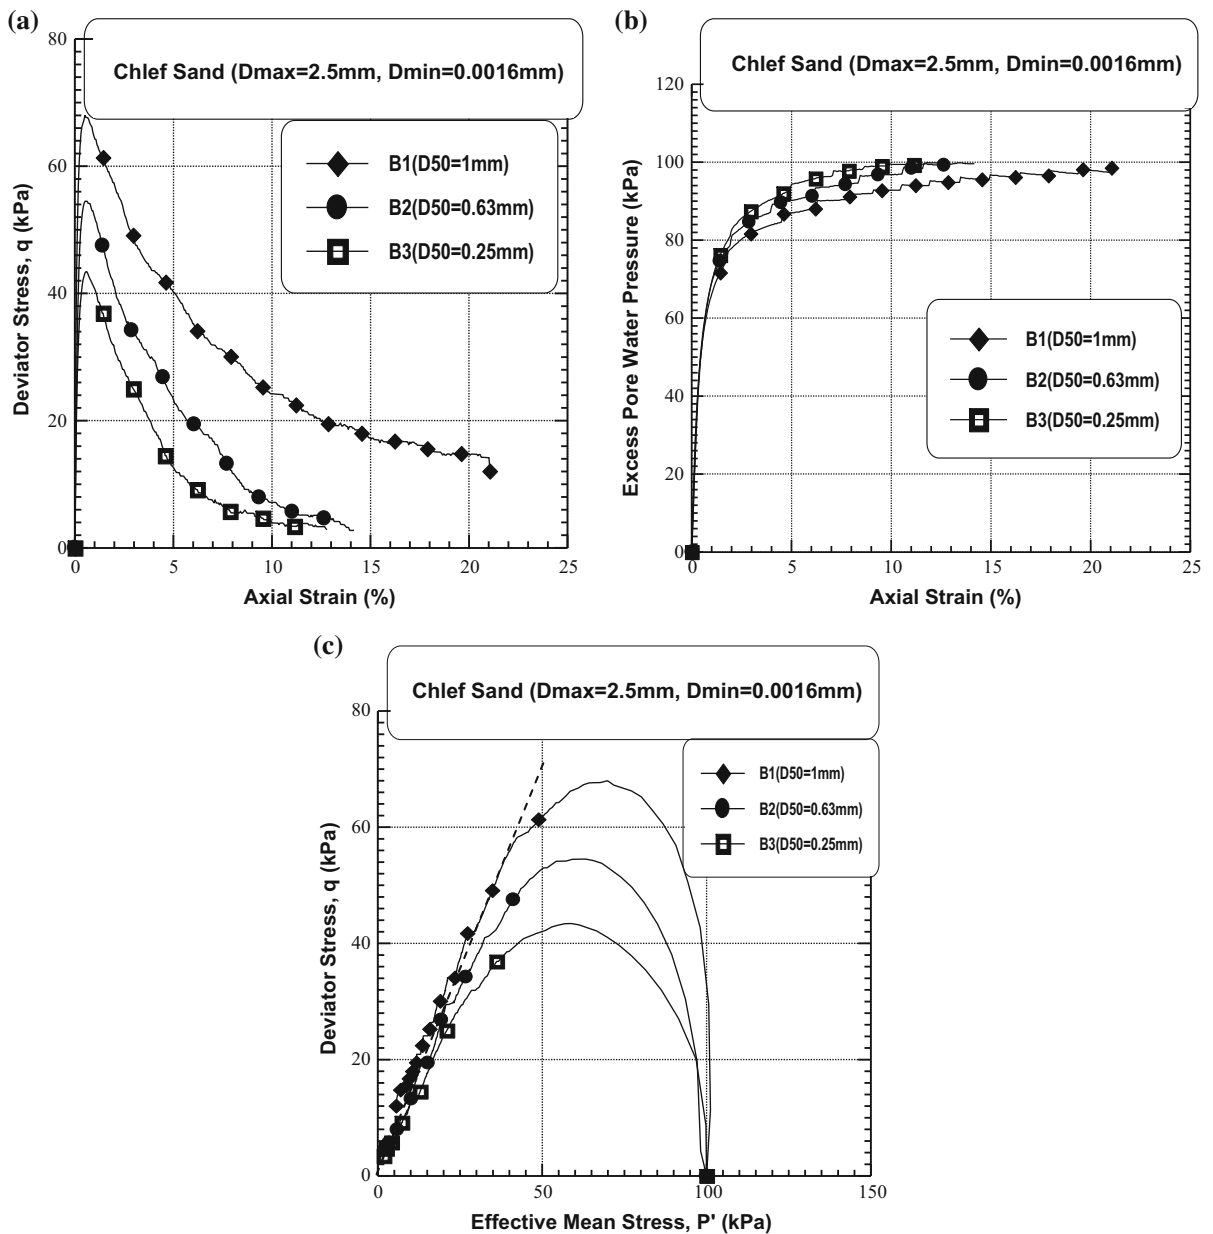 (a)
Chlef Sand (Dmax=2.5mm, Dmin=0.0016mm)
B1(D50=1mm)
B2(D50=0.63mm)
B3(D50=0.25mm)
Deviator Stress, q (kPa)
80
60
40
20
0
0 5 10 15 20 25
Axial Strain (%)
(b)
Chlef Sand (Dmax=2.5mm, Dmin=0.0016mm)
Excess Pore Water Pressure (kPa)
120
100
80
60
40
20
0
B1(D50=1mm)
B2(D50=0.63mm)
B3(D50=0.25mm)
0 5 10 15 20 25
Axial Strain (%)
(c)
Chlef Sand (Dmax=2.5mm, Dmin=0.0016mm)
B1(D50=1mm)
B2(D50=0.63mm)
B3(D50=0.25mm)
Deviator Stress, q (kPa)
80
60
40
20
0
0 50 100 150
Effective Mean Stress, P' (kPa)